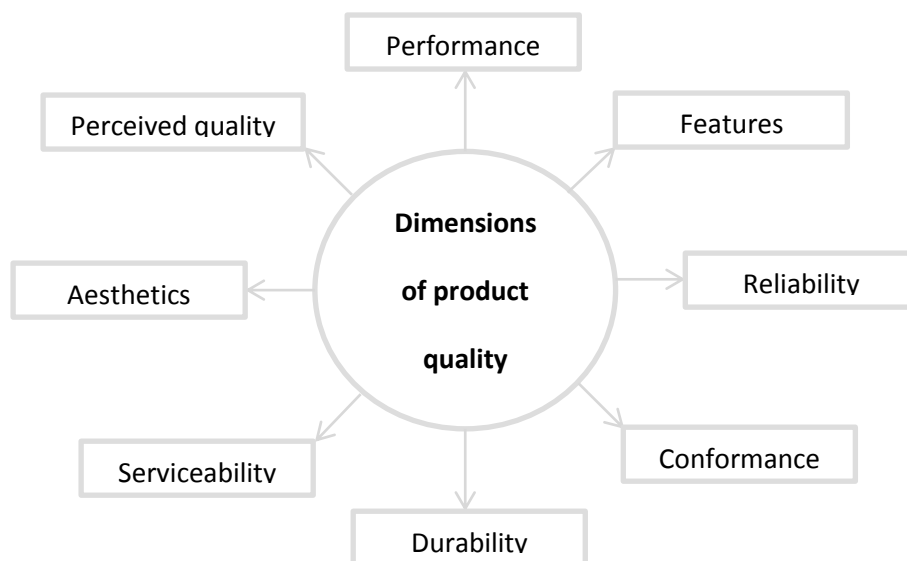 Performance
Perceived quality
Features
Dimensions
of product
quality
Aesthetics
Reliability
Serviceability
Conformance
Durability